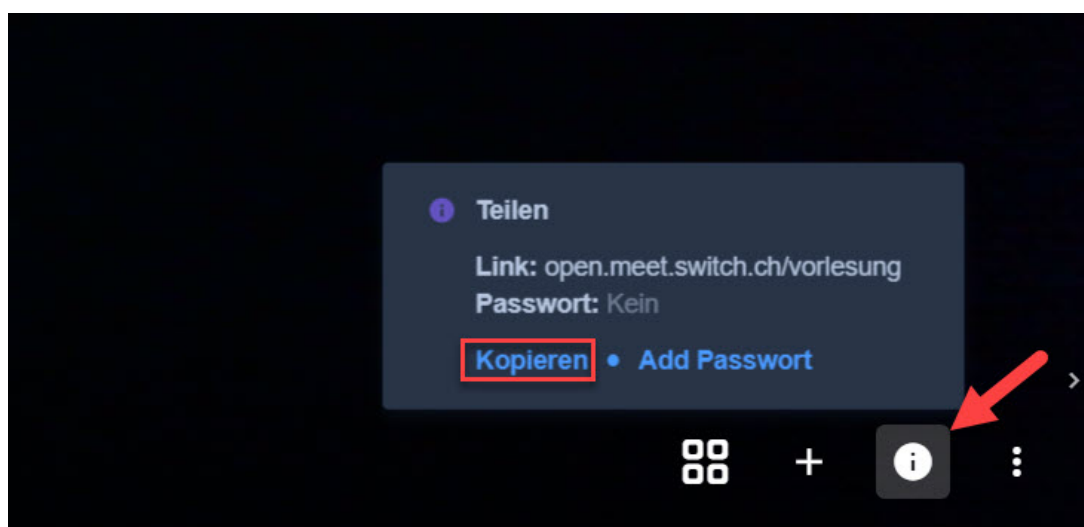 Teilen
Link: open.meet.switch.ch/vorlesung
Passwort: Kein
Kopieren • Add Passwort